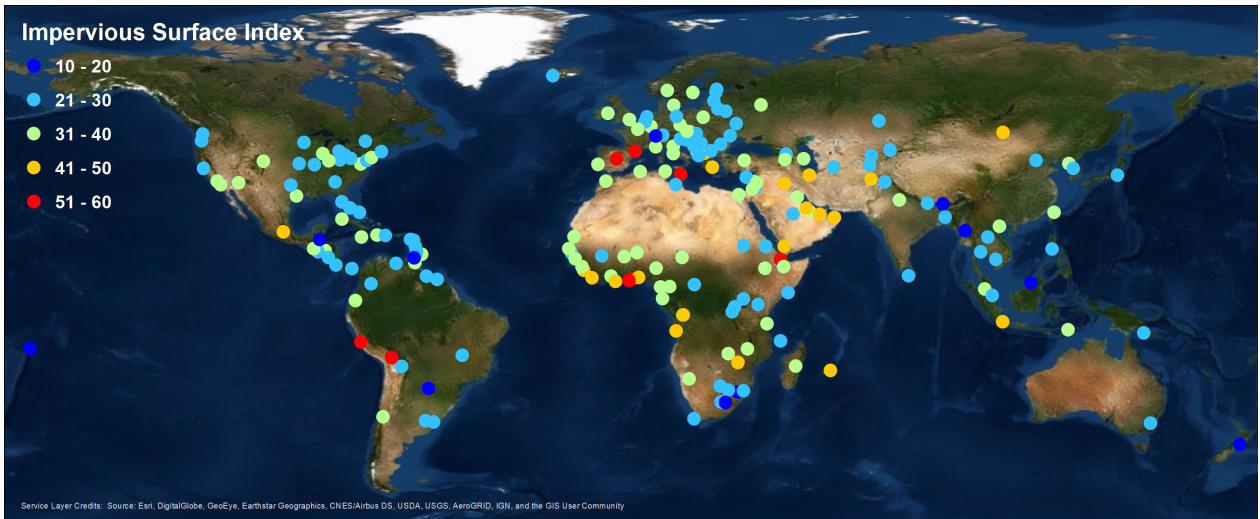 Impervious Surface Index
10 - 20
21 - 30
31 - 40
41 - 50
51 - 60
Service Layer Credits: Source: Esri, DigitalGlobe, GeoEye, Earthstar Geographics, CNES/Airbus DS, USDA, USGS, AeroGRID, IGN, and the GIS User Community